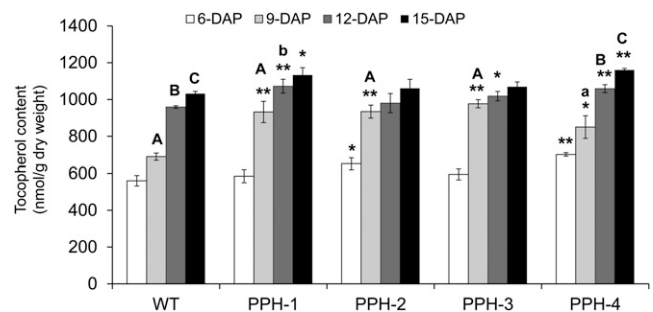 6-DAP 9-DAP 12-DAP 15-DAP
Tocopherol content
(nmol/g dry weight)
1400
1200
1000
800
600
400
200
0
A B C
A ** b ** *
* A **
A ** *
** a * B ** C **
WT PPH-1 PPH-2 PPH-3 PPH-4